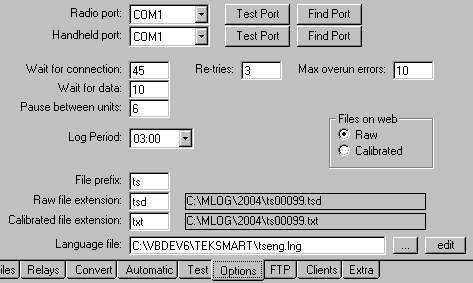 Radio port: COM1 Test Port Find Port
Handheld port: COM1 Test Port Find Port
Wait for connection: 45 Re-tries: 3 Max overun errors: 10
Wait for data: 10
Pause between units: 6
Files on web
Log Period: 03:00 Raw
Calibrated
File prefix: ts
Raw file extension: tsd C:\MLOG\2004\ts00099.tsd
Calibrated file extension: txt C:\MLOG\2004\ts00099.txt
Language file: C:\VBDEV6\TEKSMART\tseng.lng ... edit
iles Relays Convert Automatic Test Options FTP Clients Extra